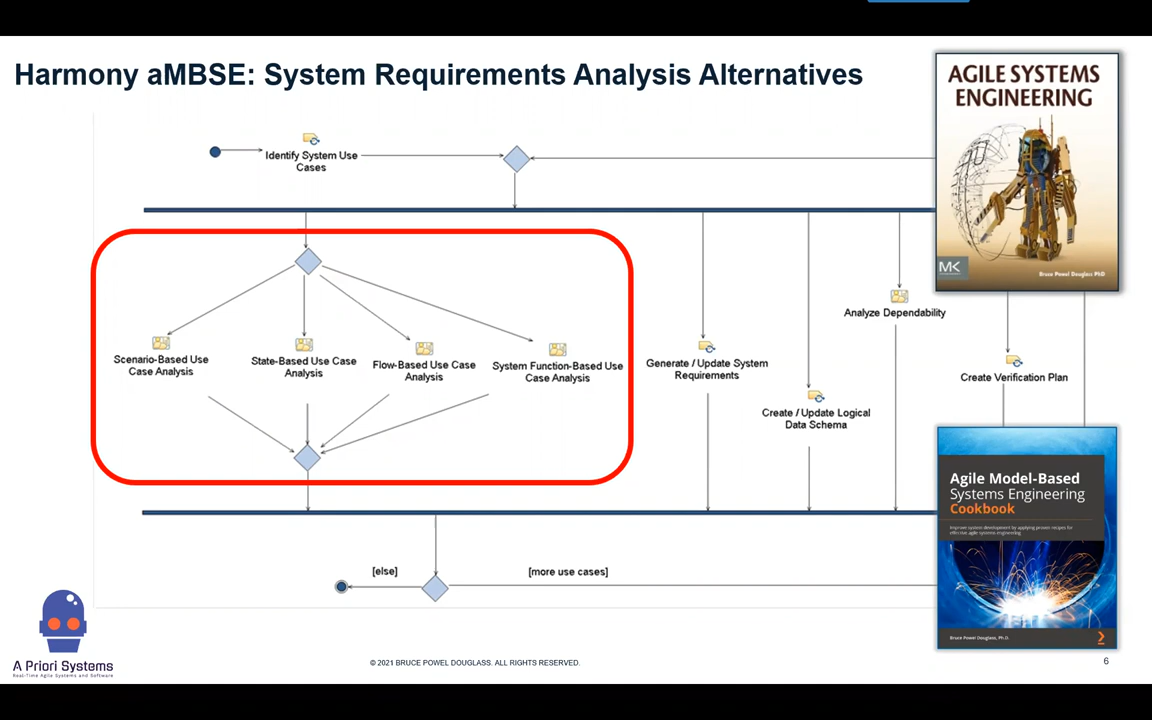 Harmony aMBSE: System Requirements Analysis Alternatives
AGILE SYSTEMS
ENGINEERING
MK
Bruce Powel Douglass PhD
Identify System Use
Cases
Scenario-Based Use
Case Analysis
State-Based Use Case
Analysis
Flow-Based Use Case
Analysis
System Function-Based Use
Case Analysis
Generate / Update System
Requirements
Create / Update Logical
Data Schema
Analyze Dependability
Create Verification Plan
[else]
[more use cases]
Agile Model-Based
Systems Engineering
Cookbook
Improve system development by applying proven recipes for
effective agile systems engineering
Bruce Powel Douglass, Ph.D.
A Priori Systems
Real-Time Agile Systems and Software
© 2021 BRUCE POWEL DOUGLASS. ALL RIGHTS RESERVED.
6